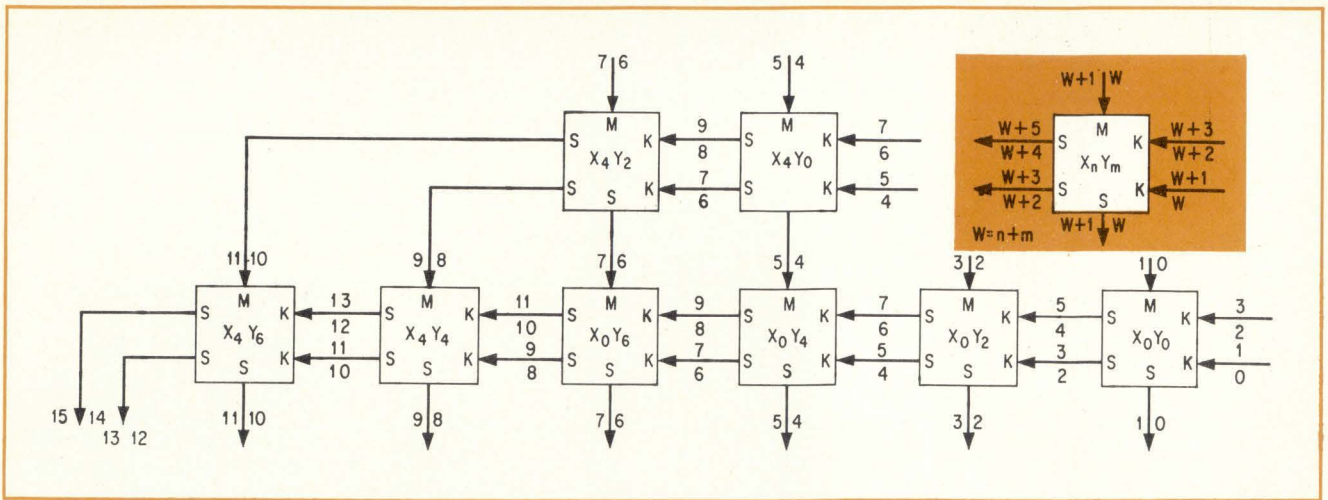 7 6
5 4
W+1 W
S M K
9
8
S M K
7
6
W+5
W+4
S M K
W+3
W+2
X4 Y2
X4 Y0
Xn Ym
S K
7
6
S K
5
4
W+3
W+2
S K
W+1
W
S
S
W+1 W
W=n+m
11 10
9 8
7 6
5 4
3 2
1 0
S M K
13
12
S M K
11
10
S M K
9
8
S M K
7
6
S M K
5
4
S M K
3
2
X4 Y6
X4 Y4
X0 Y6
X0 Y4
X0 Y2
X0 Y0
S K
11
10
S K
9
8
S K
7
6
S K
5
4
S K
3
2
S K
1
0
S
S
S
S
S
S
15 14
13 12
11 10
9 8
7 6
5 4
3 2
1 0